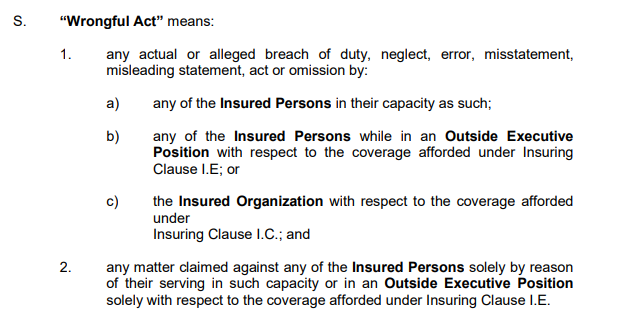 S. “Wrongful Act” means:
1. any actual or alleged breach of duty, neglect, error, misstatement,
misleading statement, act or omission by:
a) any of the Insured Persons in their capacity as such;
b) any of the Insured Persons while in an Outside Executive
Position with respect to the coverage afforded under Insuring
Clause I.E; or
c) the Insured Organization with respect to the coverage afforded
under
Insuring Clause I.C.; and
2. any matter claimed against any of the Insured Persons solely by reason
of their serving in such capacity or in an Outside Executive Position
solely with respect to the coverage afforded under Insuring Clause I.E.